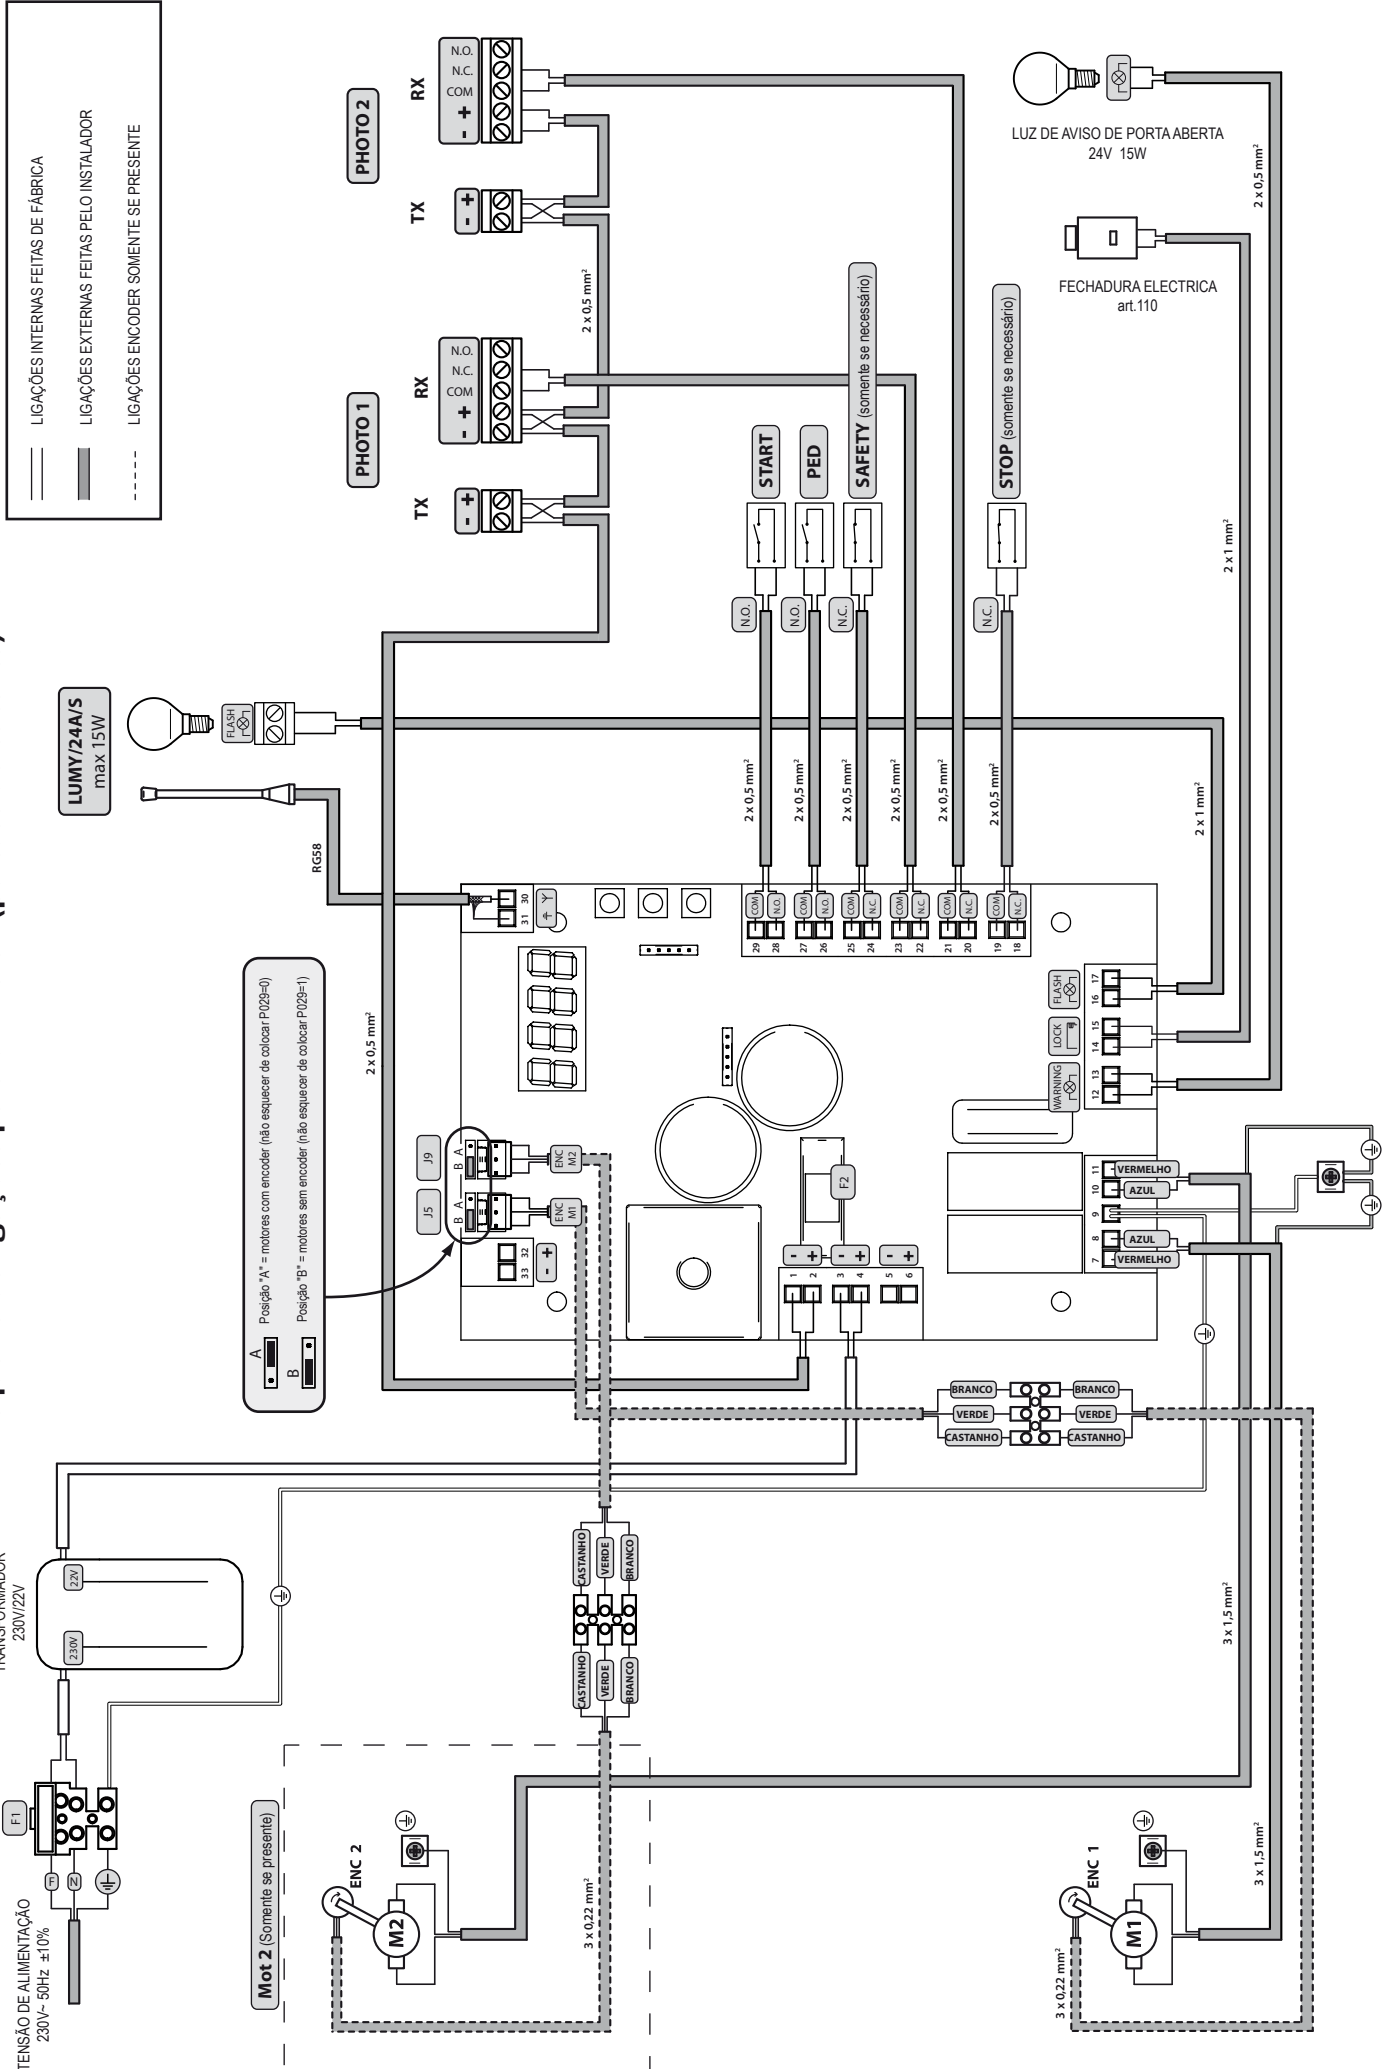 LIGAÇÕES INTERNAS FEITAS DE FÁBRICA
LIGAÇÕES EXTERNAS FEITAS PELO INSTALADOR
LIGAÇÕES ENCODER SOMENTE SE PRESENTE
PHOTO 2
TX
RX
- +
- + COM N.C. N.O.
PHOTO 1
TX
RX
- +
- + COM N.C. N.O.
2 x 0,5 mm²
LUMY/24A/S
max 15W
FLASH
RG58
2 x 0,5 mm²
LUZ DE AVISO DE PORTA ABERTA
24V 15W
2 x 0,5 mm²
FECHADURA ELECTRICA
art.110
2 x 1 mm²
START
N.O.
2 x 0,5 mm²
PED
N.O.
2 x 0,5 mm²
SAFETY (somente se necessário)
N.C.
2 x 0,5 mm²
2 x 0,5 mm²
2 x 0,5 mm²
STOP (somente se necessário)
N.C.
2 x 0,5 mm²
2 x 1 mm²
A Posição "A" = motores com encoder (não esquecer de colocar P029=0)
B Posição "B" = motores sem encoder (não esquecer de colocar P029=1)
J5
J9
B A
B A
ENC M1
ENC M2
33 32
- +
31 30
29 COM
28 N.O.
27 COM
26 N.O.
25 COM
24 N.C.
23 COM
22 N.C.
21 COM
20 N.C.
19 COM
18 N.C.
FLASH
16 17
LOCK
14 15
WARNING
12 13
F2
1 -
2 +
3 -
4 +
5 -
6 +
7 VERMELHO
8 AZUL
9
10 AZUL
11 VERMELHO
BRANCO BRANCO
VERDE VERDE
CASTANHO CASTANHO
CASTANHO CASTANHO
VERDE VERDE
BRANCO BRANCO
230V/22V
230V
22V
F1
F
N
TENSÃO DE ALIMENTAÇÃO
230V~ 50Hz ±10%
Mot 2 (Somente se presente)
ENC 2
M2
3 x 0,22 mm²
3 x 1,5 mm²
ENC 1
M1
3 x 0,22 mm²
3 x 1,5 mm²